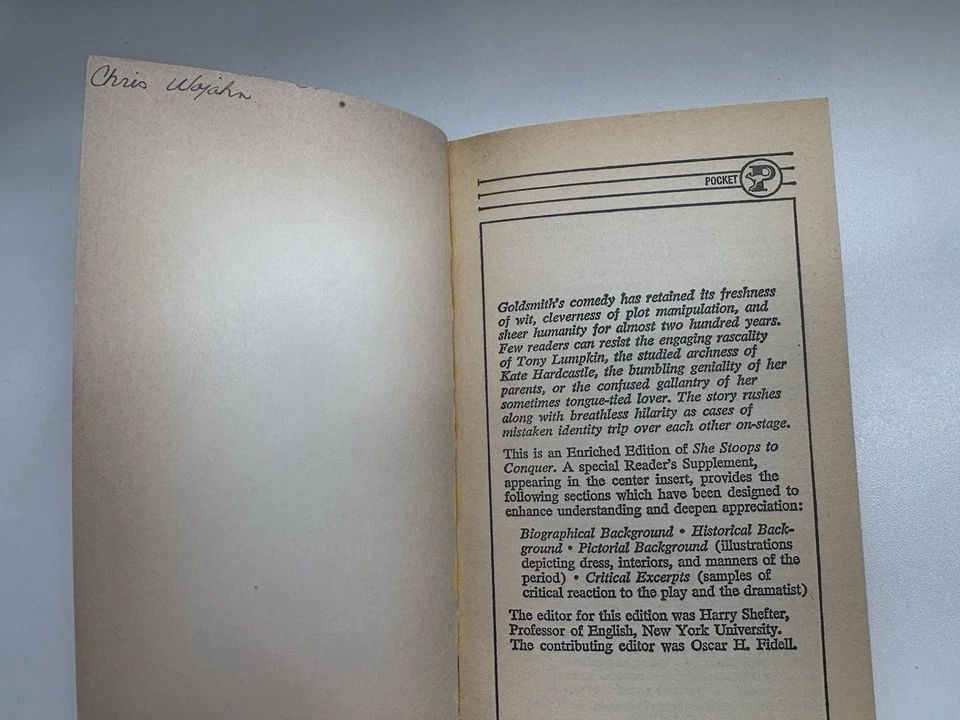 Chris Wojahn
POCKET
Goldsmith's comedy has retained its freshness
of wit, cleverness of plot manipulation, and
sheer humanity for almost two hundred years.
Few readers can resist the engaging rascality
of Tony Lumpkin, the studied archness of
Kate Hardcastle, the bumbling geniality of her
parents, or the confused gallantry of her
sometimes tongue-tied lover. The story rushes
along with breathless hilarity as cases of
mistaken identity trip over each other on-stage.
This is an Enriched Edition of She Stoops to
Conquer. A special Reader's Supplement,
appearing in the center insert, provides the
following sections which have been designed to
enhance understanding and deepen appreciation:
Biographical Background • Historical Back-
ground • Pictorial Background (illustrations
depicting dress, interiors, and manners of the
period) • Critical Excerpts (samples of
critical reaction to the play and the dramatist)
The editor for this edition was Harry Shefter,
Professor of English, New York University.
The contributing editor was Oscar H. Fidell.